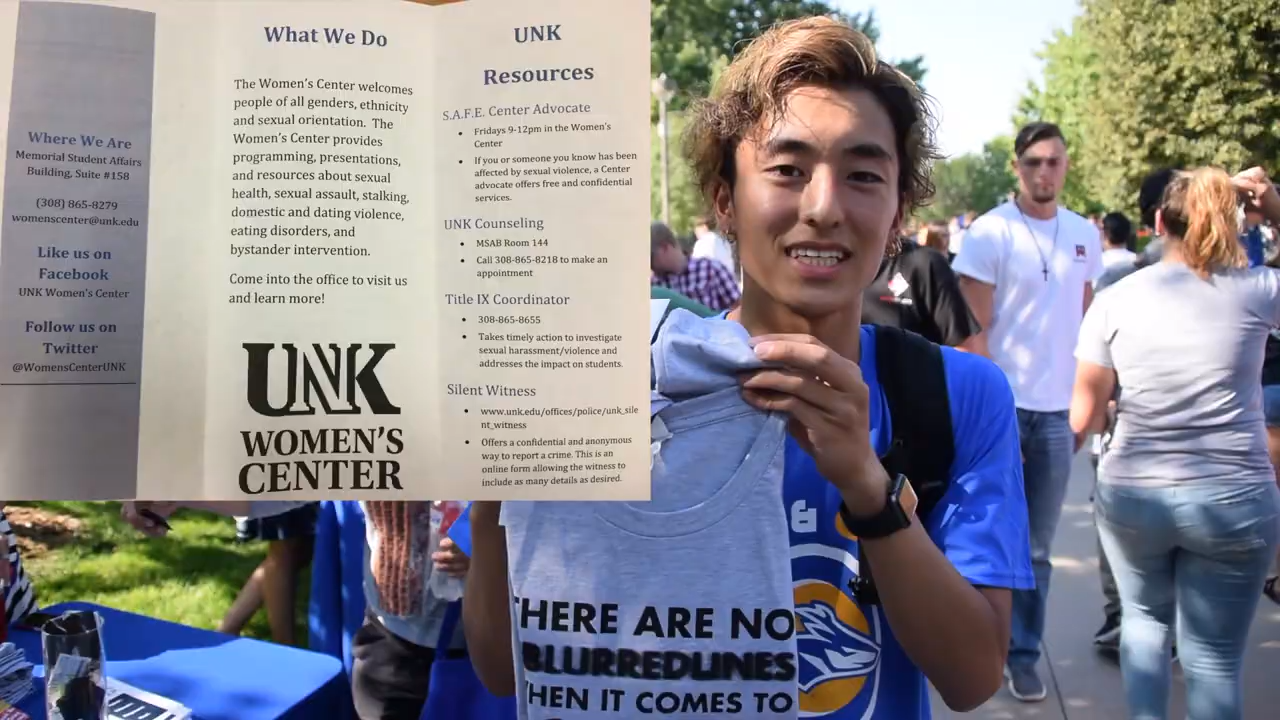 Where We Are
Memorial Student Affairs
Building, Suite #158
(308) 865-8279
womenscenter@unk.edu
Like us on
Facebook
UNK Women's Center
Follow us on
Twitter
@WomensCenterUNK
What We Do
The Women's Center welcomes
people of all genders, ethnicity
and sexual orientation. The
Women's Center provides
programming, presentations,
and resources about sexual
health, sexual assault, stalking,
domestic and dating violence,
eating disorders, and
bystander intervention.
Come into the office to visit us
and learn more!
UNK
WOMEN'S
CENTER
UNK
Resources
S.A.F.E. Center Advocate
• Fridays 9-12pm in the Women's
Center
• If you or someone you know has been
affected by sexual violence, a Center
advocate offers free and confidential
services.
UNK Counseling
• MSAB Room 144
• Call 308-865-8218 to make an
appointment
Title IX Coordinator
• 308-865-8655
• Takes timely action to investigate
sexual harassment/violence and
addresses the impact on students.
Silent Witness
• www.unk.edu/offices/police/unk_sile
nt_witness
• Offers a confidential and anonymous
way to report a crime. This is an
online form allowing the witness to
include as many details as desired.
&
THERE ARE NO
#BLURREDLINES
WHEN IT COMES TO